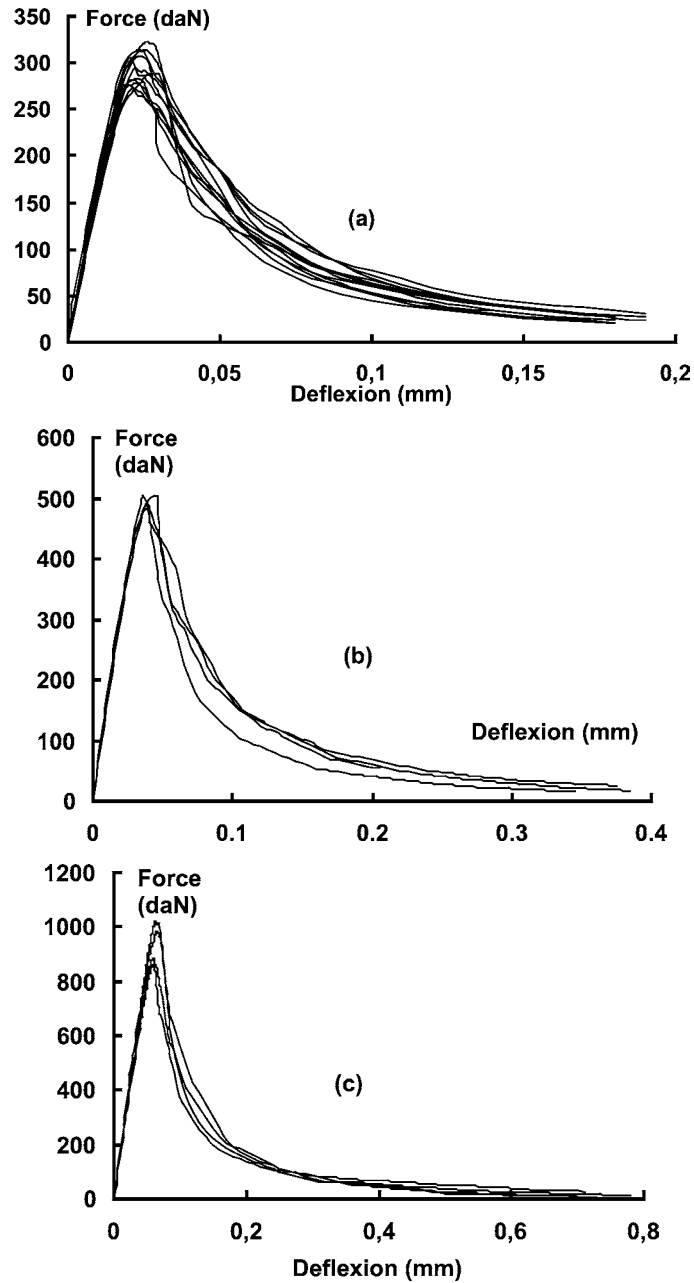 Force (daN)
350
300
250
200
150
100
50
0
(a)
0 0,05 0,1 0,15 0,2
Deflexion (mm)
Force
(daN)
600
500
400
300
200
100
0
(b)
Deflexion (mm)
0 0.1 0.2 0.3 0.4
Force
(daN)
1200
1000
800
600
400
200
0
(c)
0 0,2 0,4 0,6 0,8
Deflexion (mm)